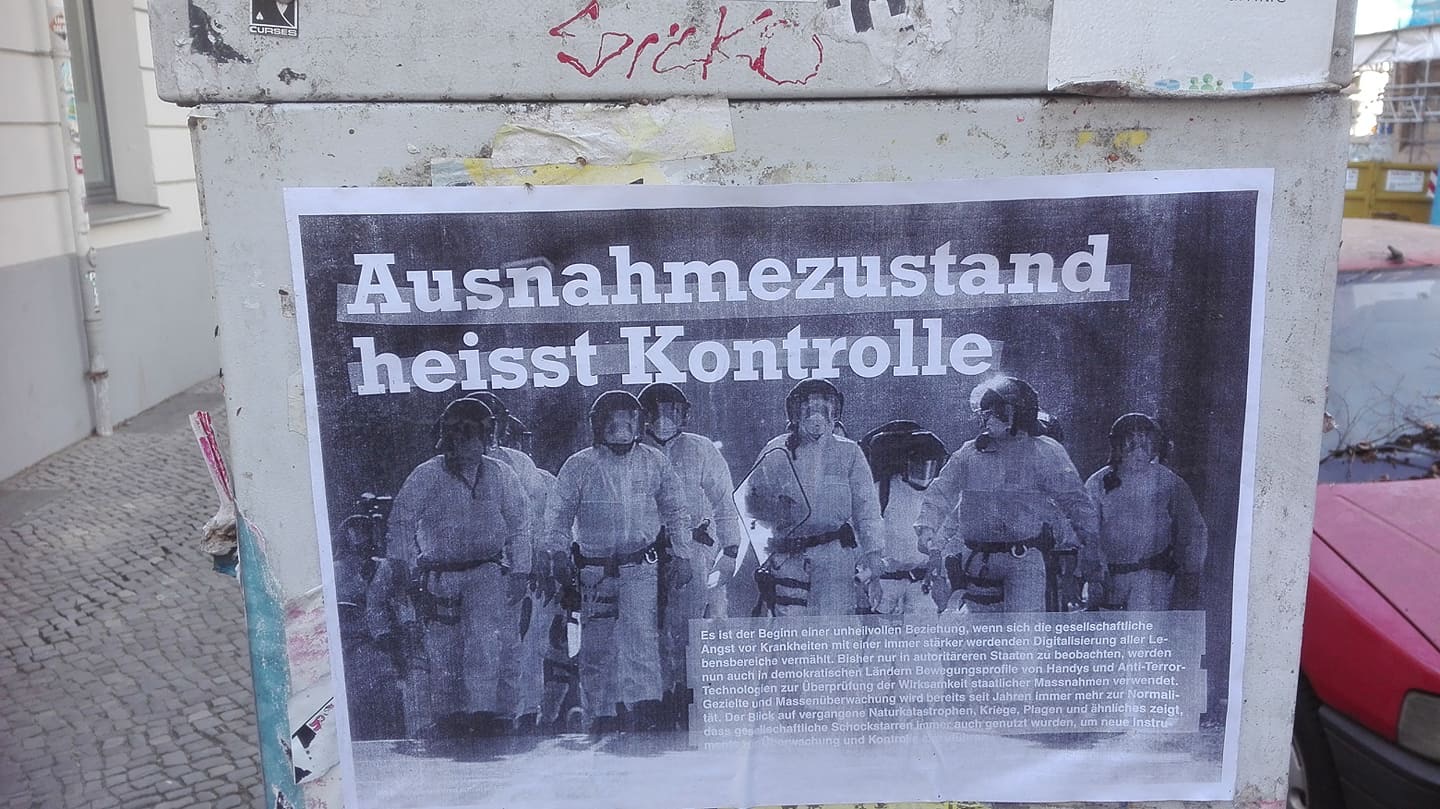 CURSES
Ausnahmezustand
heisst Kontrolle
Es ist der Beginn einer unheilvollen Beziehung, wenn sich die gesellschaftliche
Angst vor Krankheiten mit einer immer stärker werdenden Digitalisierung aller Le-
bensbereiche vermählt. Bisher nur in autoritäreren Staaten zu beobachten, werden
nun auch in demokratischen Ländern Bewegungsprofile von Handys und Anti-Terror-
Technologien zur Überprüfung der Wirksamkeit staatlicher Massnahmen verwendet.
Gezielte und Massenüberwachung wird bereits seit Jahren immer mehr zur Normali-
tät. Der Blick auf vergangene Naturkatastrophen, Kriege, Plagen und ähnliches zeigt,
dass gesellschaftliche Schockstarren immer auch genutzt wurden, um neue Instru-
Überwachung und Kontrolle